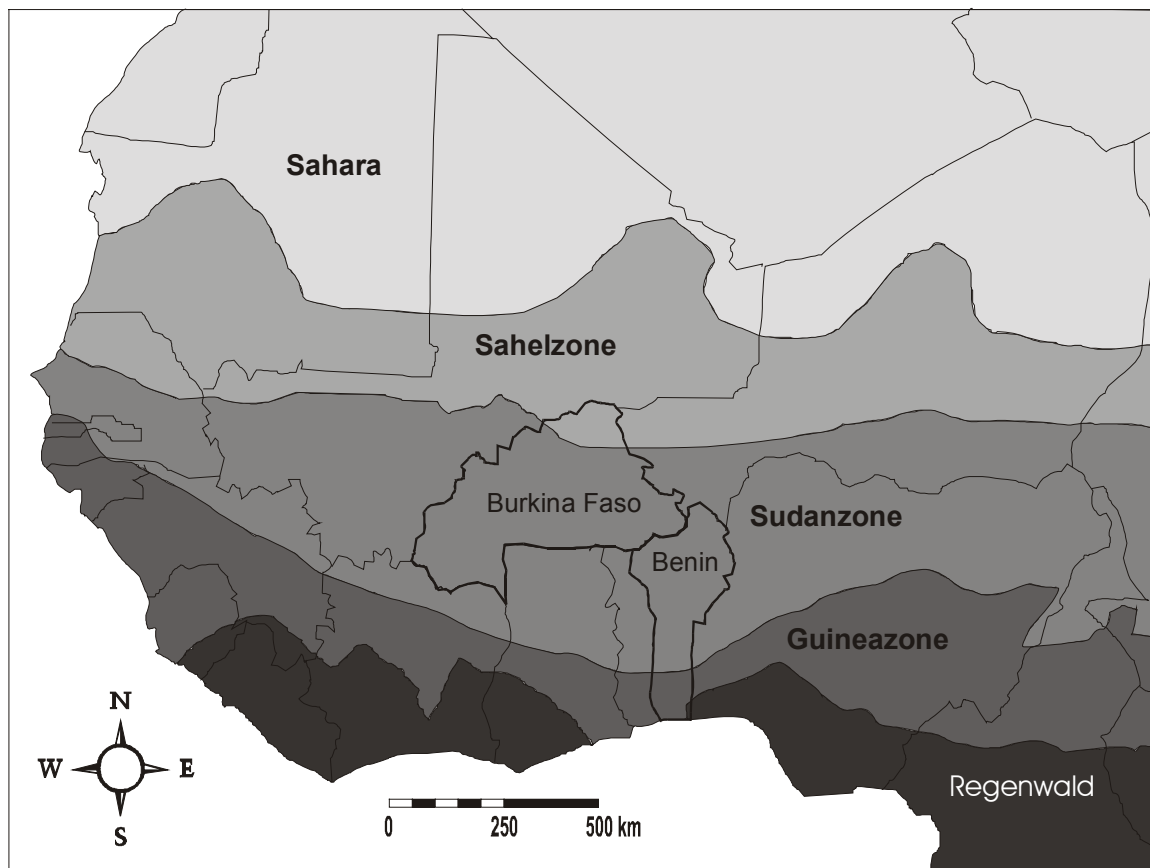 Sahara
Sahelzone
Burkina Faso
Sudanzone
Benin
Guineazone
N
W E
S
Regenwald
0 250 500 km